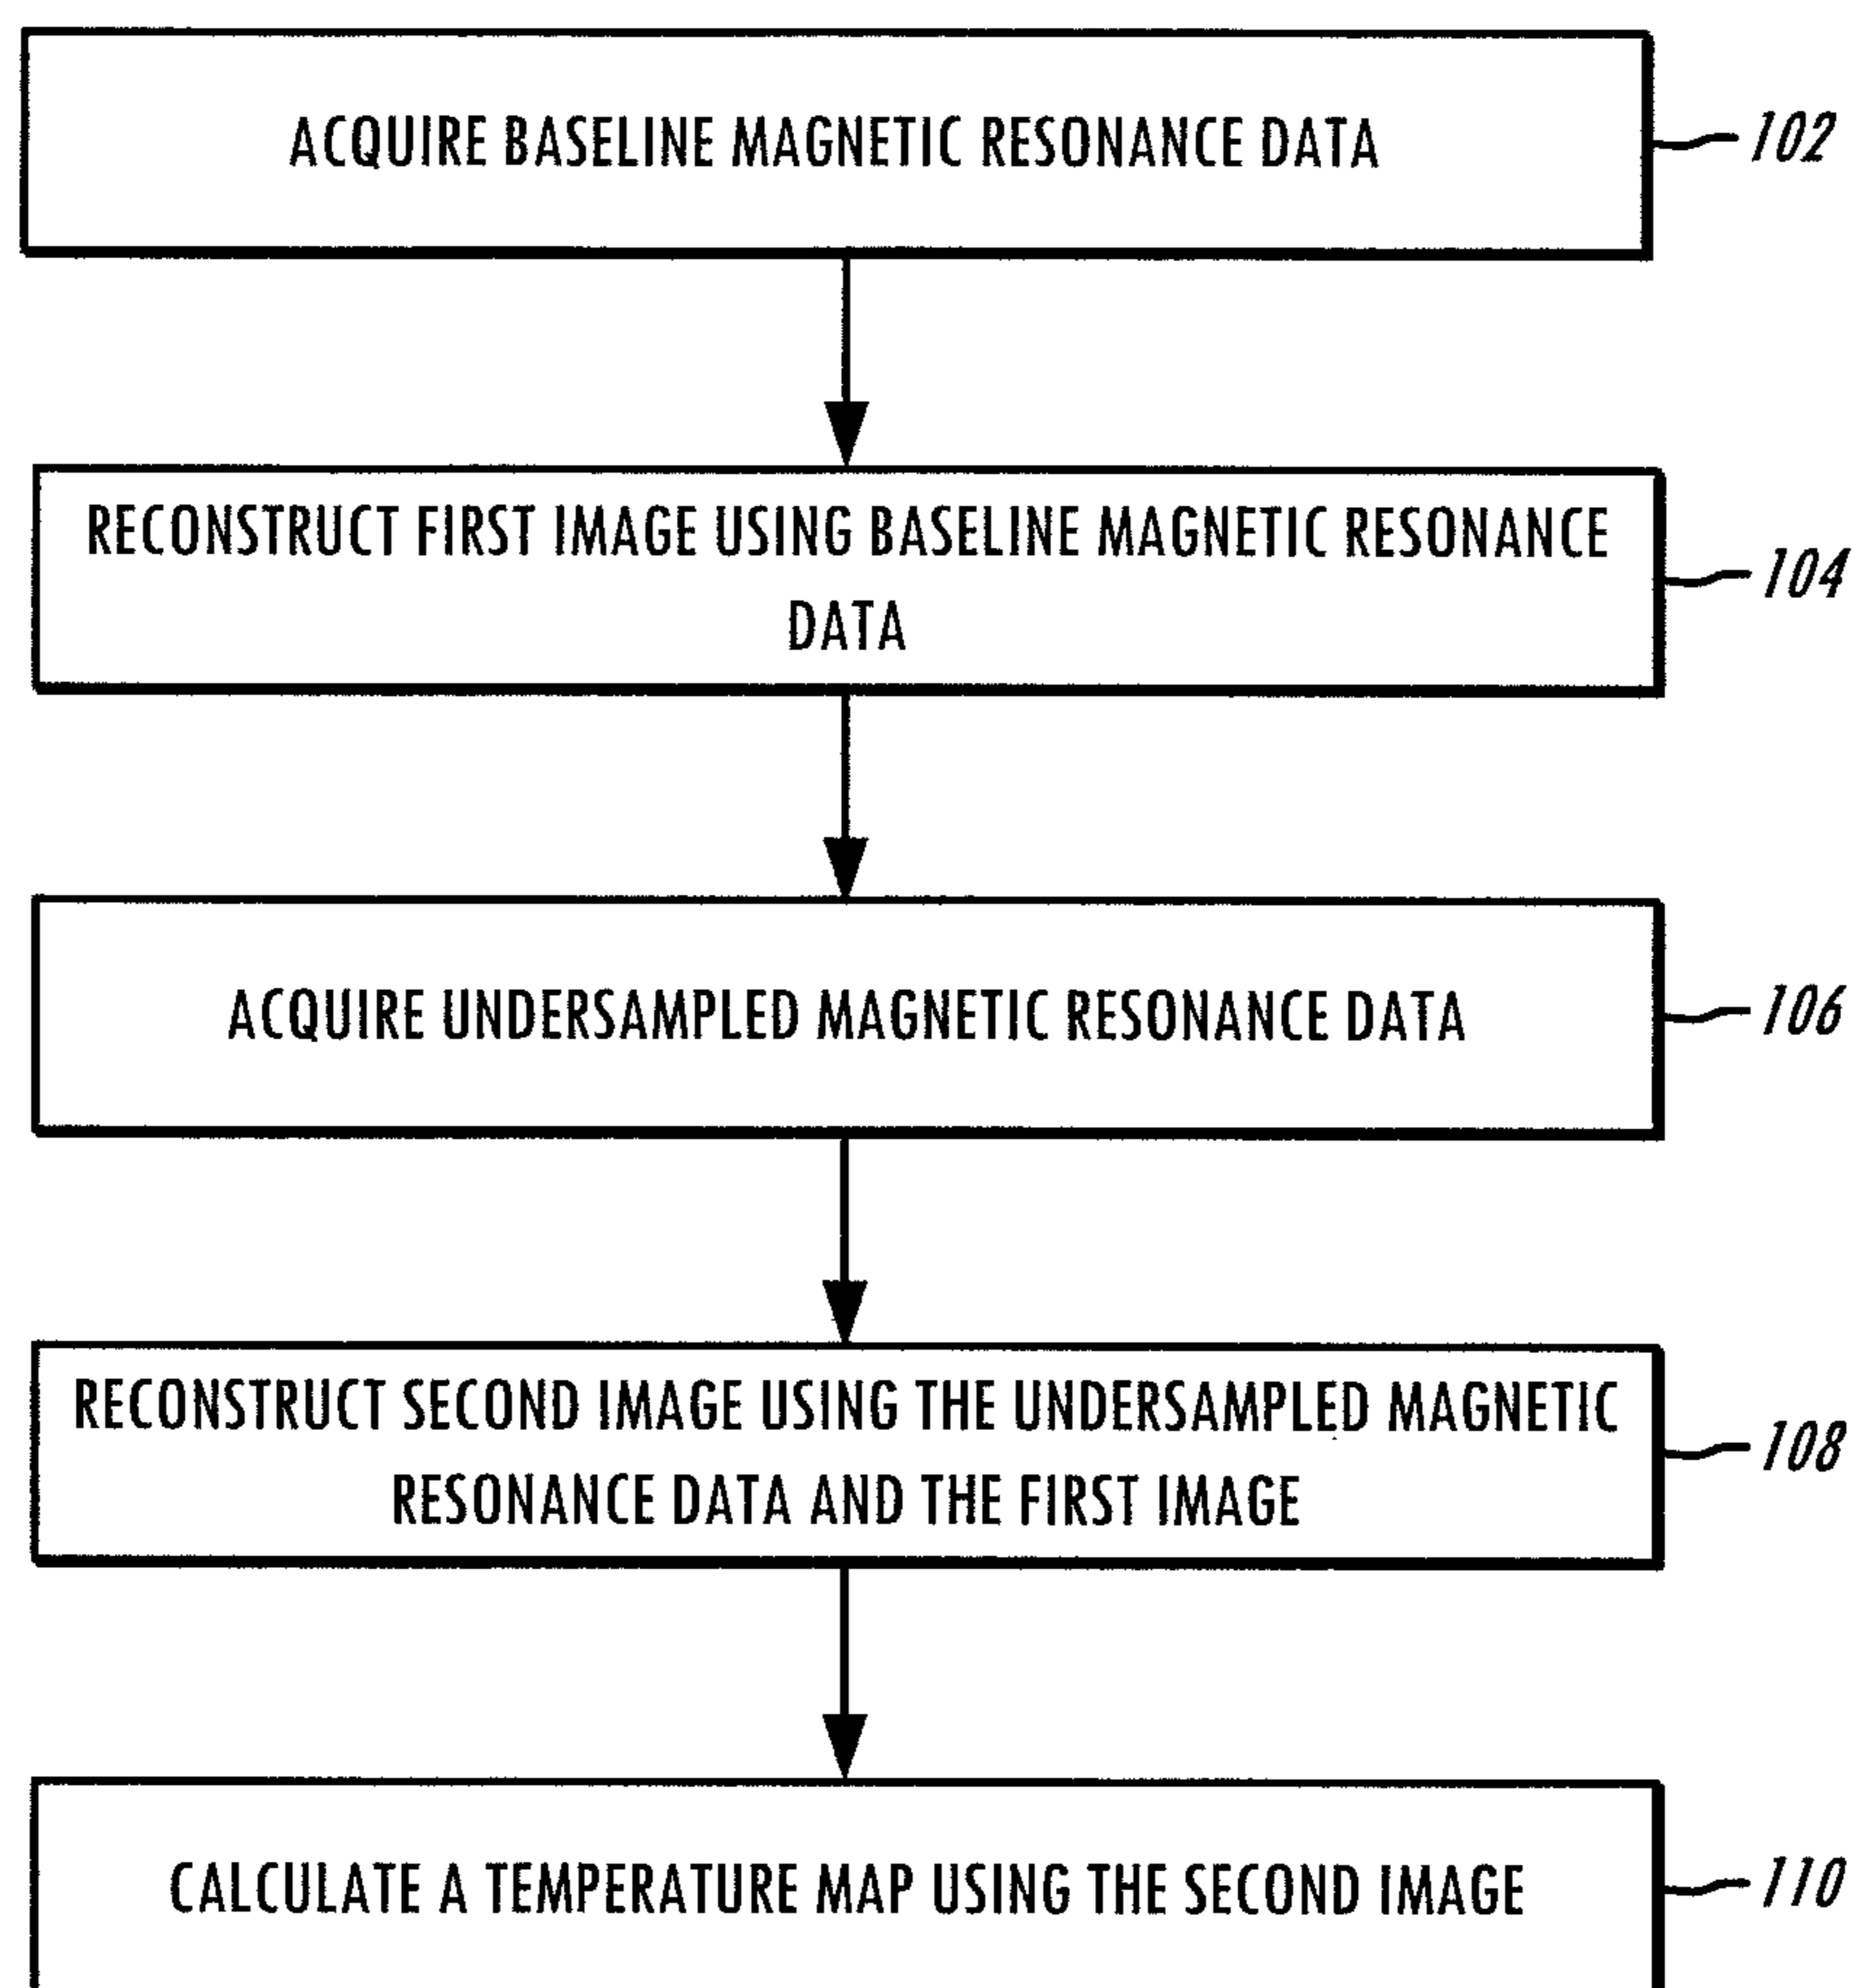 ACQUIRE BASELINE MAGNETIC RESONANCE DATA
102
RECONSTRUCT FIRST IMAGE USING BASELINE MAGNETIC RESONANCE
DATA
104
ACQUIRE UNDERSAMPLED MAGNETIC RESONANCE DATA
106
RECONSTRUCT SECOND IMAGE USING THE UNDERSAMPLED MAGNETIC
RESONANCE DATA AND THE FIRST IMAGE
108
CALCULATE A TEMPERATURE MAP USING THE SECOND IMAGE
110